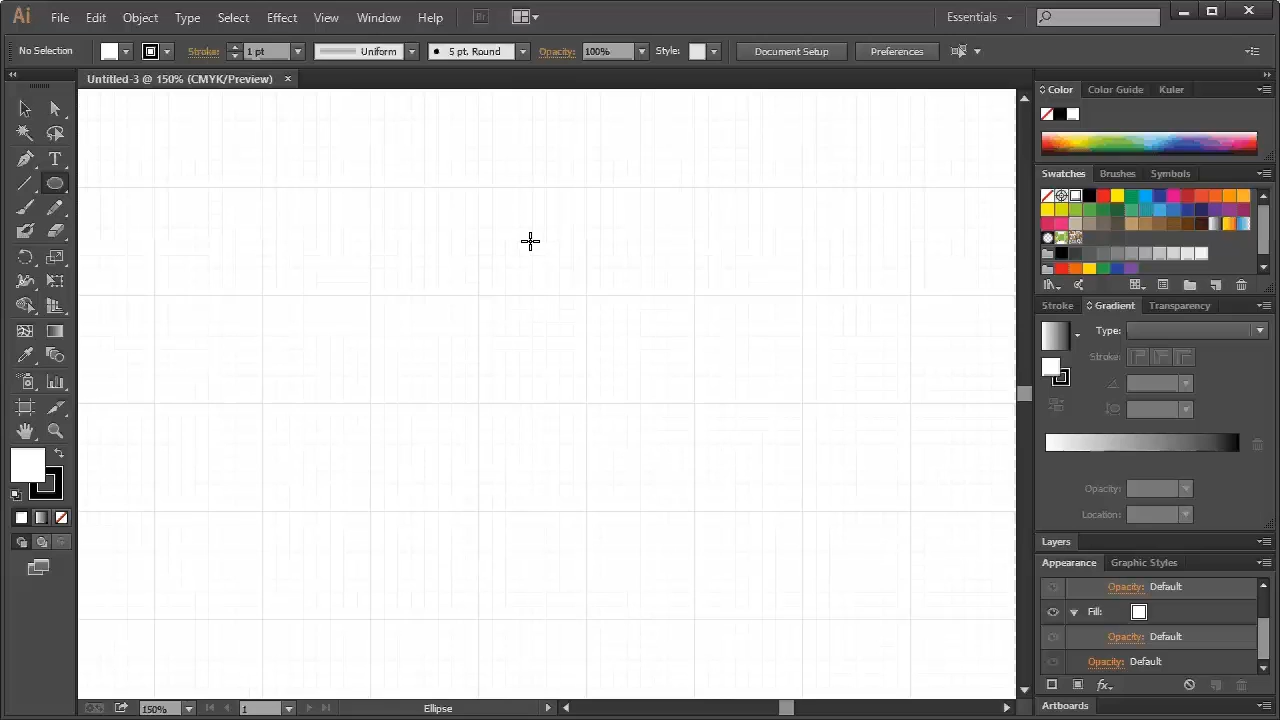 Ai File Edit Object Type Select Effect View Window Help Br Essentials
No Selection Stroke: 1 pt Uniform 5 pt. Round Opacity: 100% Style: Document Setup Preferences
Untitled-3 @ 150% (CMYK/Preview) ×
Color Color Guide Kuler
Swatches Brushes Symbols
Stroke Gradient Transparency
Type:
Stroke:
Opacity:
Location:
Layers
Appearance Graphic Styles
Opacity: Default
Fill:
Opacity: Default
Opacity: Default
fx
Artboards
150% 1 Ellipse